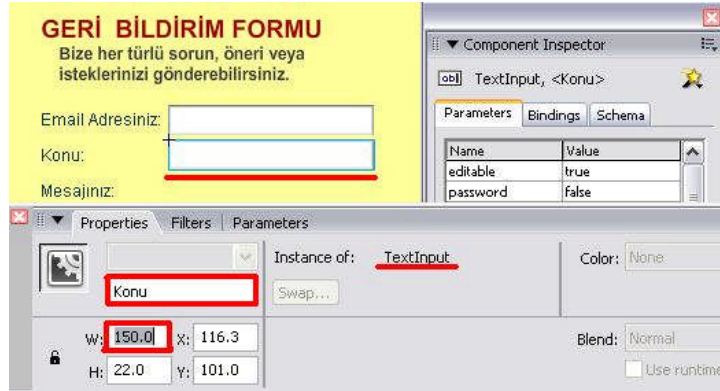 GERİ BİLDİRİM FORMU
Bize her türlü sorun, öneri veya
isteklerinizi gönderebilirsiniz.
Email Adresiniz:
Konu:
Mesajınız:
Component Inspector
TextInput, <Konu>
Parameters Bindings Schema
Name Value
editable true
password false
Properties Filters Parameters
Instance of: TextInput Color: None
Konu Swap...
W: 150.0 X: 116.3 Blend: Normal
H: 22.0 Y: 101.0 Use runtime